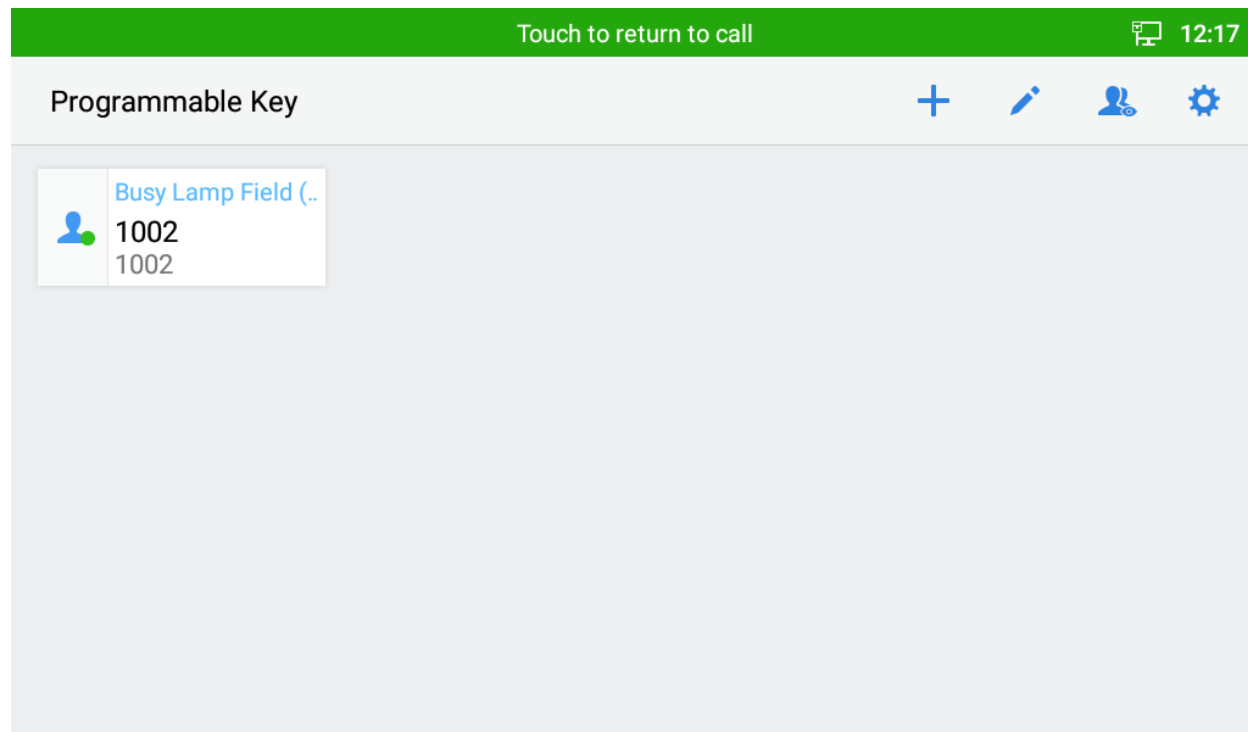 Touch to return to call
12:17
Programmable Key
Busy Lamp Field (..
1002
1002